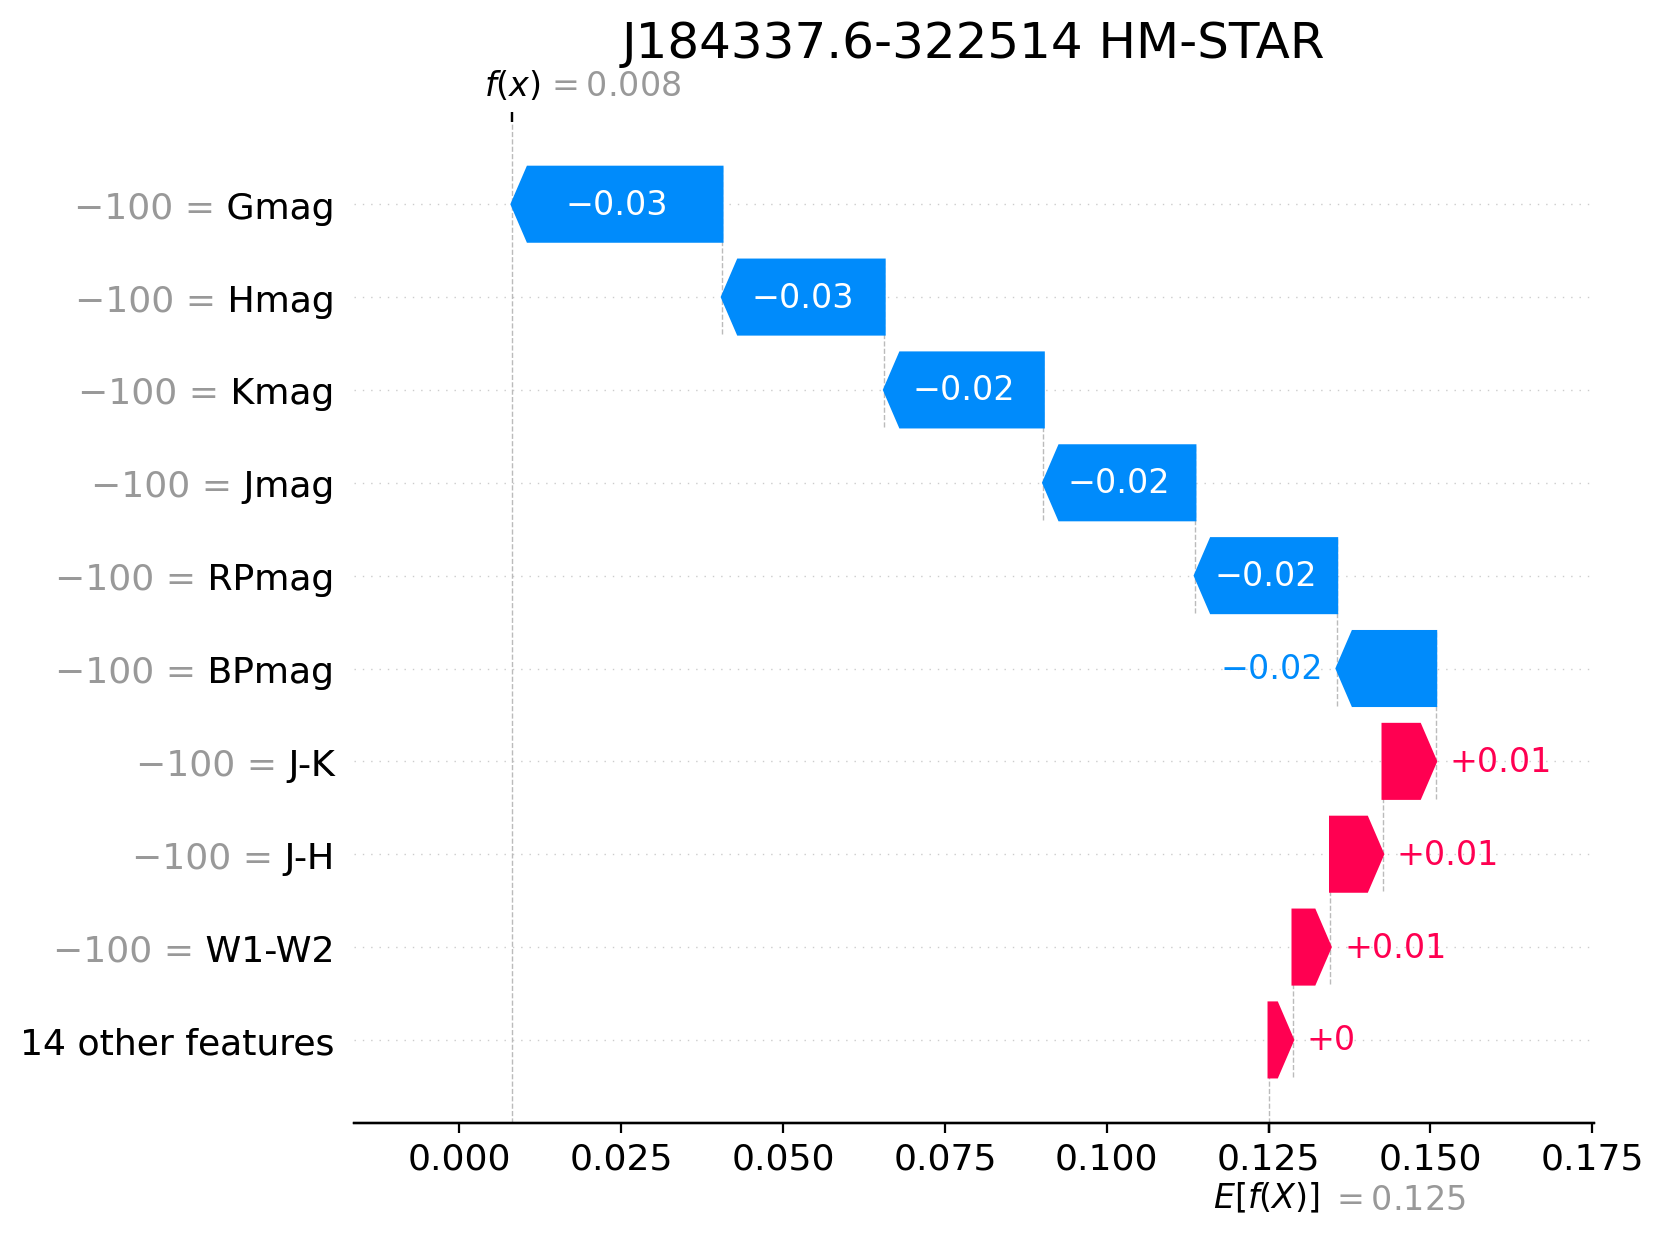 J184337.6-322514 HM-STAR
f(x) = 0.008
−100 = Gmag −0.03
−100 = Hmag −0.03
−100 = Kmag −0.02
−100 = Jmag −0.02
−100 = RPmag −0.02
−100 = BPmag −0.02
−100 = J-K +0.01
−100 = J-H +0.01
−100 = W1-W2 +0.01
14 other features +0
0.000 0.025 0.050 0.075 0.100 0.125 0.150 0.175
E[f(X)] = 0.125